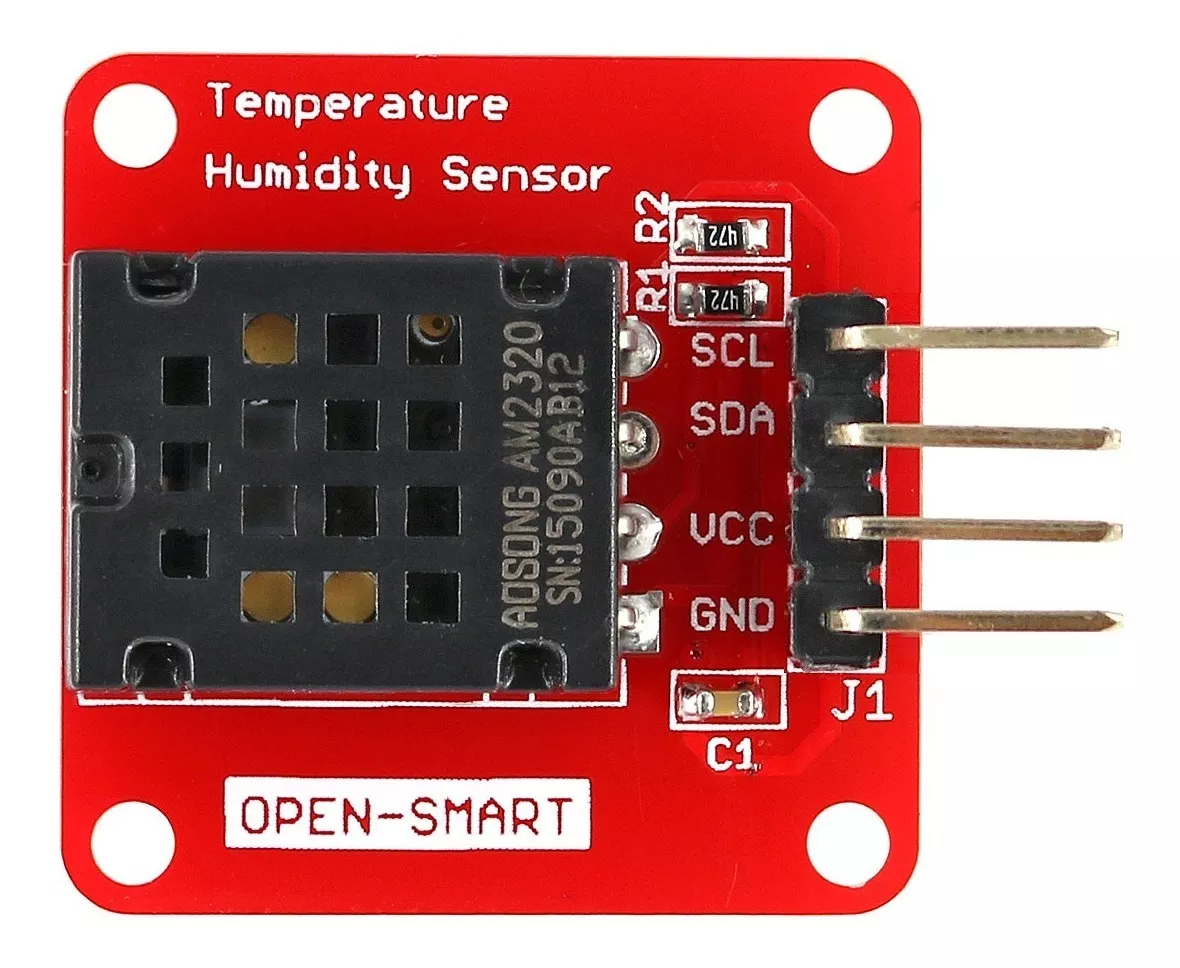 Temperature
Humidity Sensor
R2
472
R1
472
SCL
SDA
VCC
GND
AOSONG AM2320
SN:15090AB12
J1
C1
OPEN-SMART